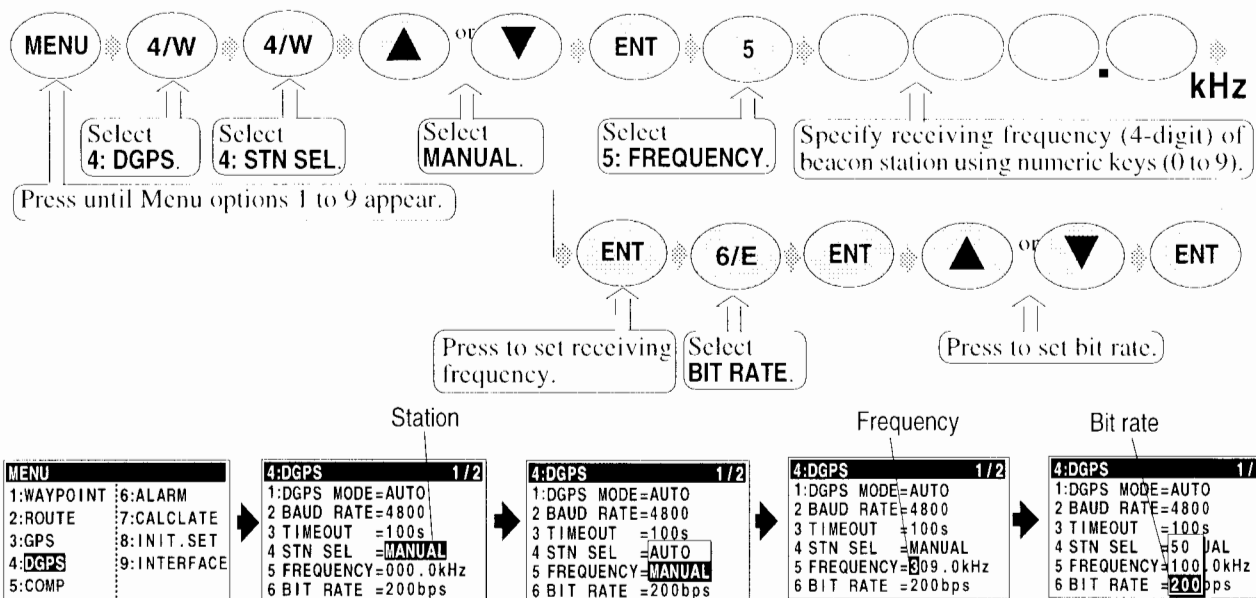 MENU 4/W 4/W ▲ or ▼ ENT 5 . kHz
Select
4: DGPS.
Select
4: STN SEL.
Select
MANUAL.
Select
5: FREQUENCY.
Specify receiving frequency (4-digit) of
beacon station using numeric keys (0 to 9).
Press until Menu options 1 to 9 appear.
ENT 6/E ENT ▲ or ▼ ENT
Press to set receiving
frequency.
Select
BIT RATE.
Press to set bit rate.
Station
Frequency
Bit rate
MENU
1:WAYPOINT 6:ALARM
2:ROUTE 7:CALCLATE
3:GPS 8:INIT.SET
4:DGPS 9:INTERFACE
5:COMP
4:DGPS 1/2
1:DGPS MODE=AUTO
2 BAUD RATE=4800
3 TIMEOUT =100s
4 STN SEL =MANUAL
5 FREQUENCY=000.0kHz
6 BIT RATE =200bps
4:DGPS 1/2
1:DGPS MODE=AUTO
2 BAUD RATE=4800
3 TIMEOUT =100s
4 STN SEL =AUTO
5 FREQUENCY=MANUAL
6 BIT RATE =200bps
4:DGPS 1/2
1:DGPS MODE=AUTO
2 BAUD RATE=4800
3 TIMEOUT =100s
4 STN SEL =MANUAL
5 FREQUENCY=309.0kHz
6 BIT RATE =200bps
4:DGPS 1/
1:DGPS MODE=AUTO
2 BAUD RATE=4800
3 TIMEOUT =100s
4 STN SEL =50 UAL
5 FREQUENCY=100.0kHz
6 BIT RATE =200bps